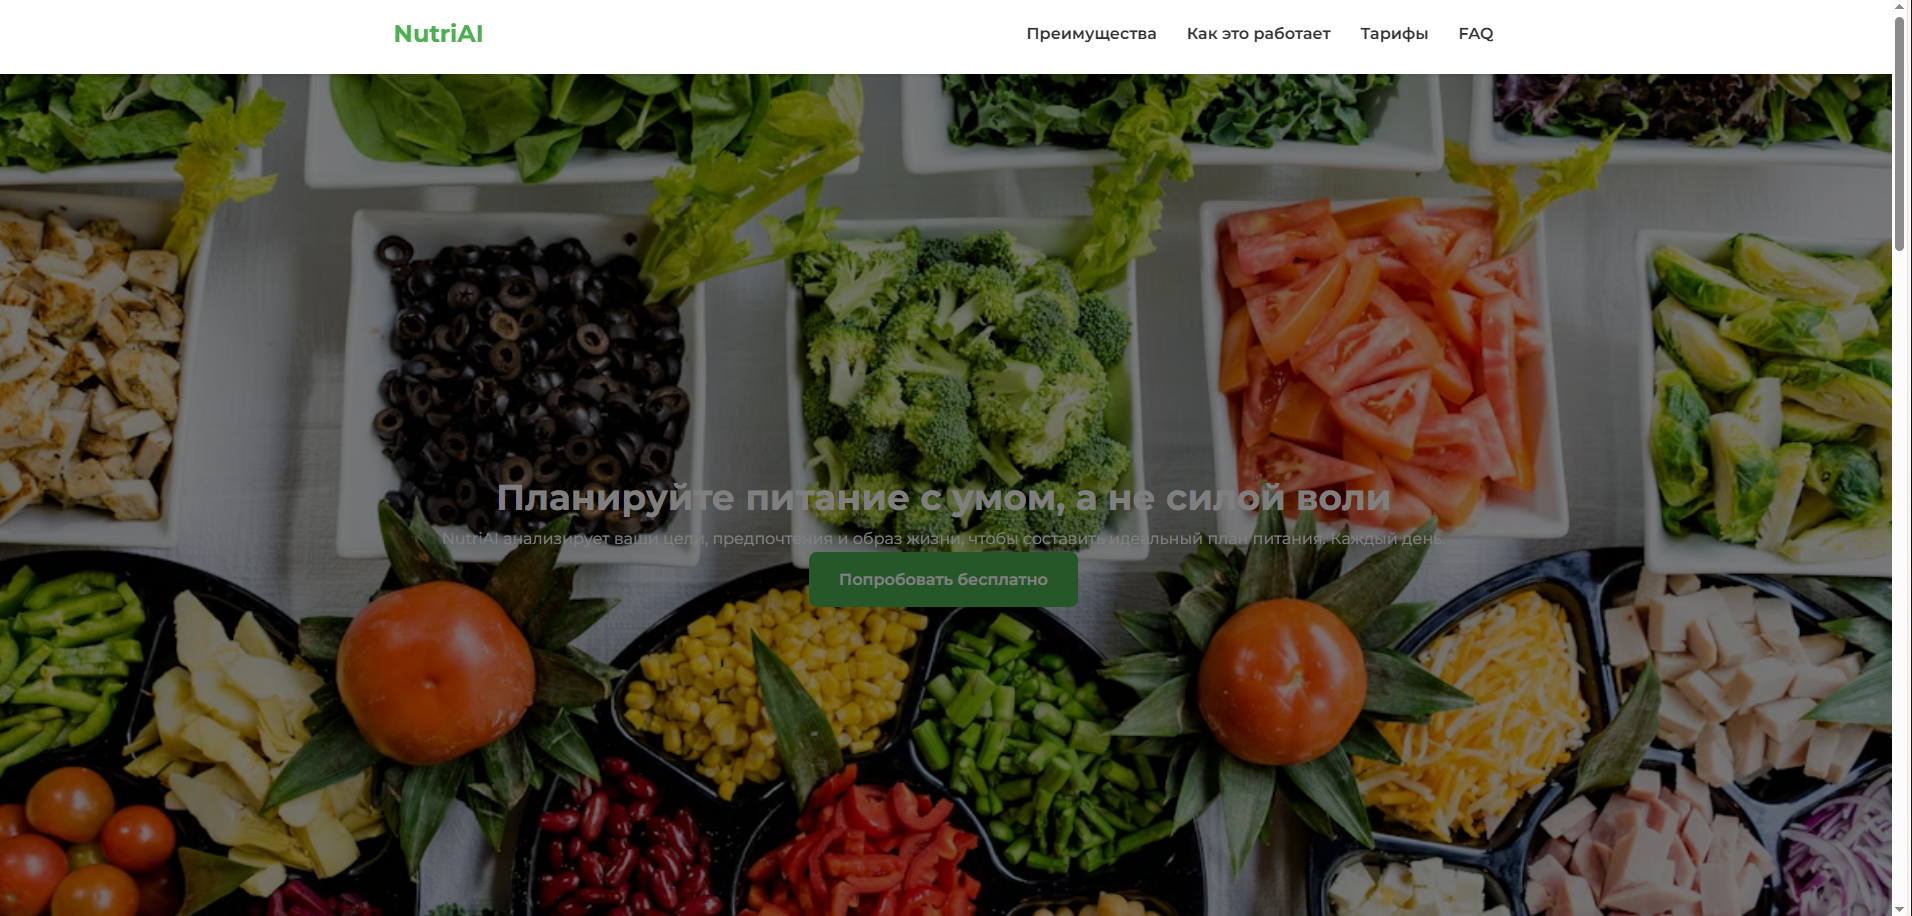 NutriAI
Преимущества Как это работает Тарифы FAQ
Планируйте питание с умом, а не силой воли
NutriAI анализирует ваши цели, предпочтения и образ жизни, чтобы составить идеальный план питания. Каждый день.
Попробовать бесплатно